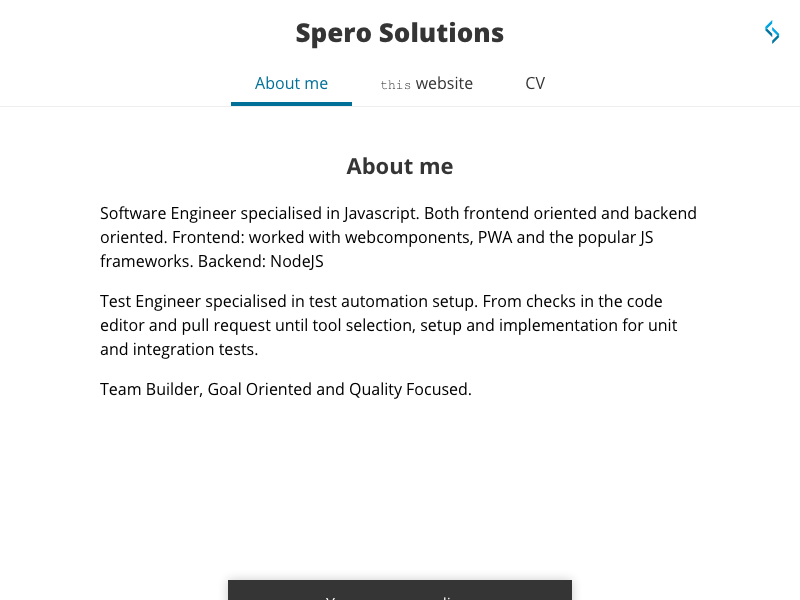 Spero Solutions
About me
this website
CV
About me
Software Engineer specialised in Javascript. Both frontend oriented and backend
oriented. Frontend: worked with webcomponents, PWA and the popular JS
frameworks. Backend: NodeJS
Test Engineer specialised in test automation setup. From checks in the code
editor and pull request until tool selection, setup and implementation for unit
and integration tests.
Team Builder, Goal Oriented and Quality Focused.